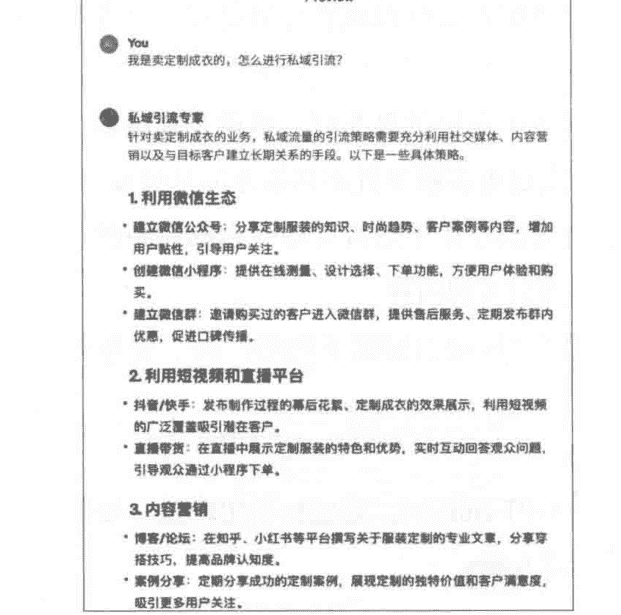 You
我是卖定制成衣的，怎么进行私域引流？
私域引流专家
针对卖定制成衣的业务，私域流量的引流策略需要充分利用社交媒体、内容营
销以及与目标客户建立长期关系的手段。以下是一些具体策略。
1. 利用微信生态
• 建立微信公众号：分享定制服装的知识、时尚趋势、客户案例等内容，增加
用户黏性，引导用户关注。
• 创建微信小程序：提供在线测量、设计选择、下单功能，方便用户体验和购
买。
• 建立微信群：邀请购买过的客户进入微信群，提供售后服务、定期发布群内
优惠，促进口碑传播。
2. 利用短视频和直播平台
• 抖音/快手：发布制作过程的幕后花絮、定制成衣的效果展示，利用短视频
的广泛覆盖吸引潜在客户。
• 直播带货：在直播中展示定制服装的特色和优势，实时互动回答观众问题，
引导观众通过小程序下单。
3. 内容营销
• 博客/论坛：在知乎、小红书等平台撰写关于服装定制的专业文章，分享穿
搭技巧，提高品牌认知度。
• 案例分享：定期分享成功的定制案例，展现定制的独特价值和客户满意度，
吸引更多用户关注。